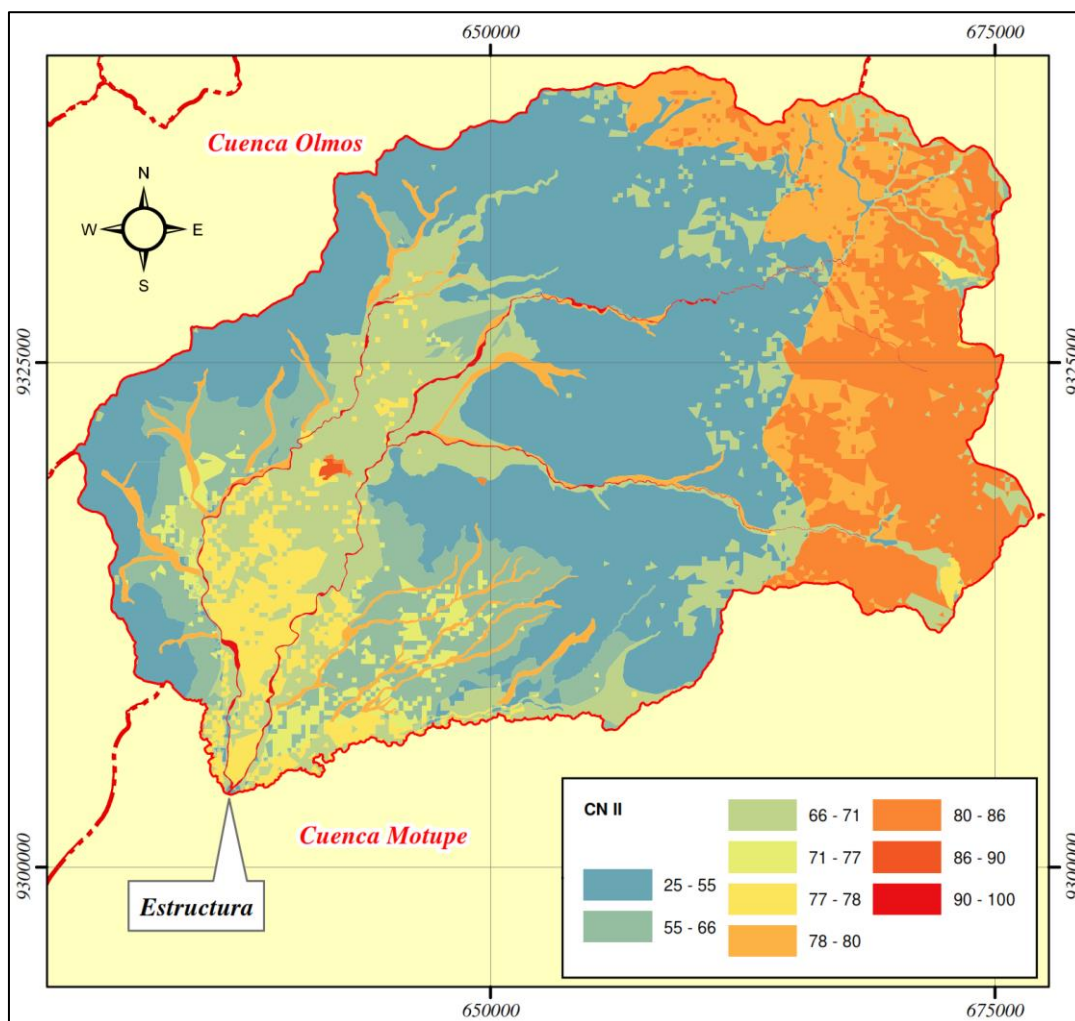 650000
675000
Cuenca Olmos
N
W
E
S
9325000
9325000
Cuenca Motupe
Estructura
9300000
9300000
CN II
25 - 55
55 - 66
66 - 71
71 - 77
77 - 78
78 - 80
80 - 86
86 - 90
90 - 100
650000
675000